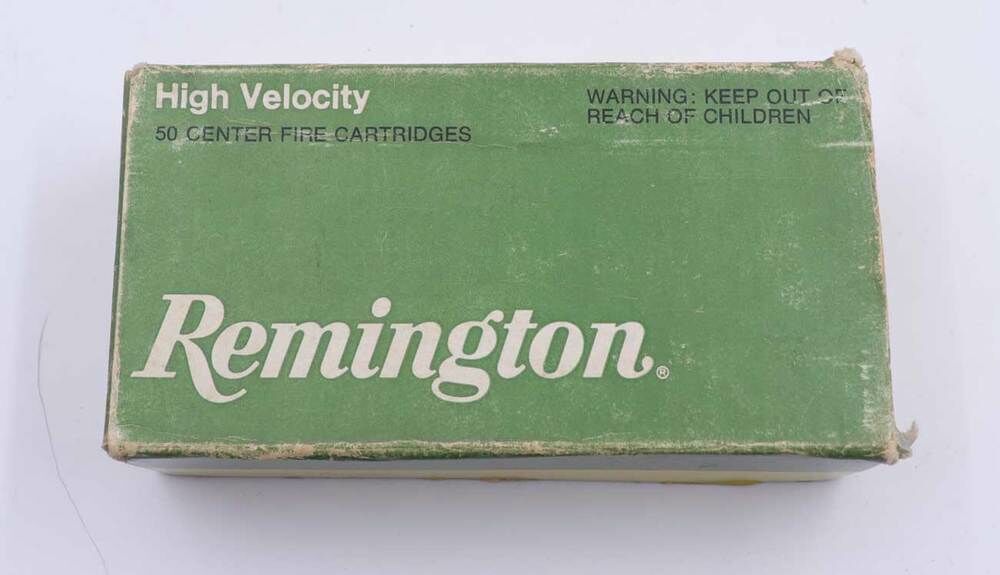 High Velocity
50 CENTER FIRE CARTRIDGES
WARNING: KEEP OUT OF
REACH OF CHILDREN
Remington®